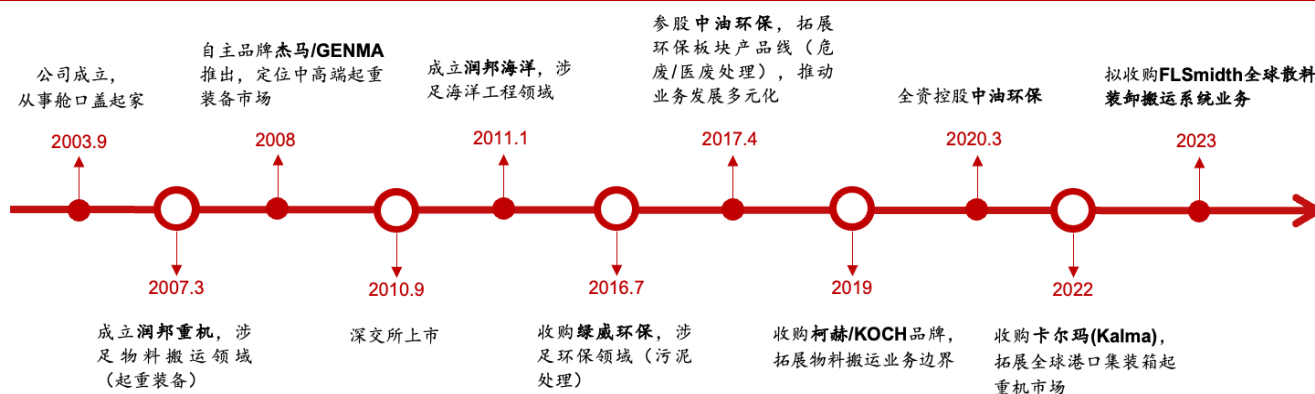 公司成立，
从事舱口盖起家
2003.9
成立润邦重机，涉
足物料搬运领域
（起重装备）
2007.3
自主品牌杰马/GENMA
推出，定位中高端起重
装备市场
2008
深交所上市
2010.9
成立润邦海洋，涉
足海洋工程领域
2011.1
收购绿威环保，涉
足环保领域（污泥
处理）
2016.7
参股中油环保，拓展
环保板块产品线（危
废/医废处理），推动
业务发展多元化
2017.4
收购柯赫/KOCH品牌，
拓展物料搬运业务边界
2019
全资控股中油环保
2020.3
收购卡尔玛(Kalma)，
拓展全球港口集装箱起
重机市场
2022
拟收购FLSmidth全球散料
装卸搬运系统业务
2023